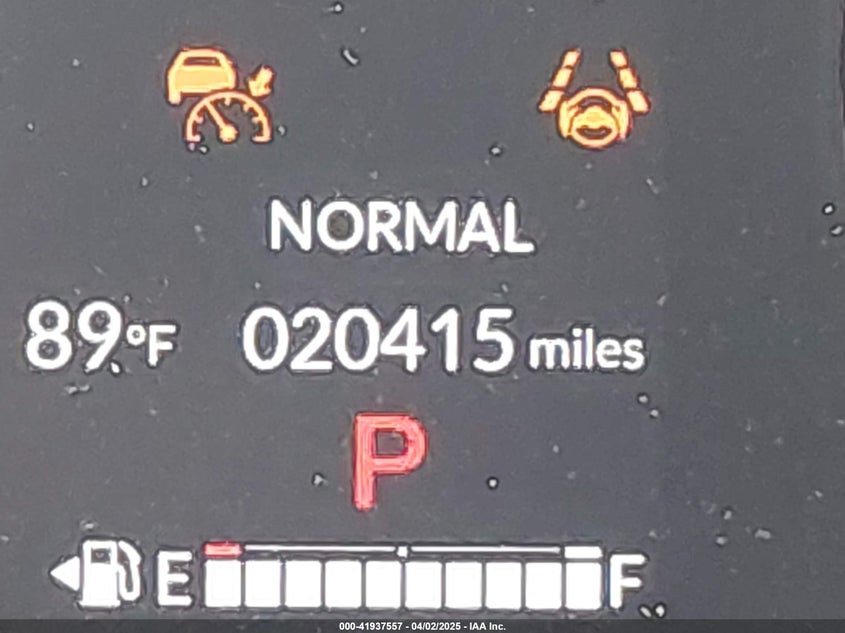 NORMAL
89°F 020415 miles
P
E F
000-41937557 - 04/02/2025 - IAA Inc.